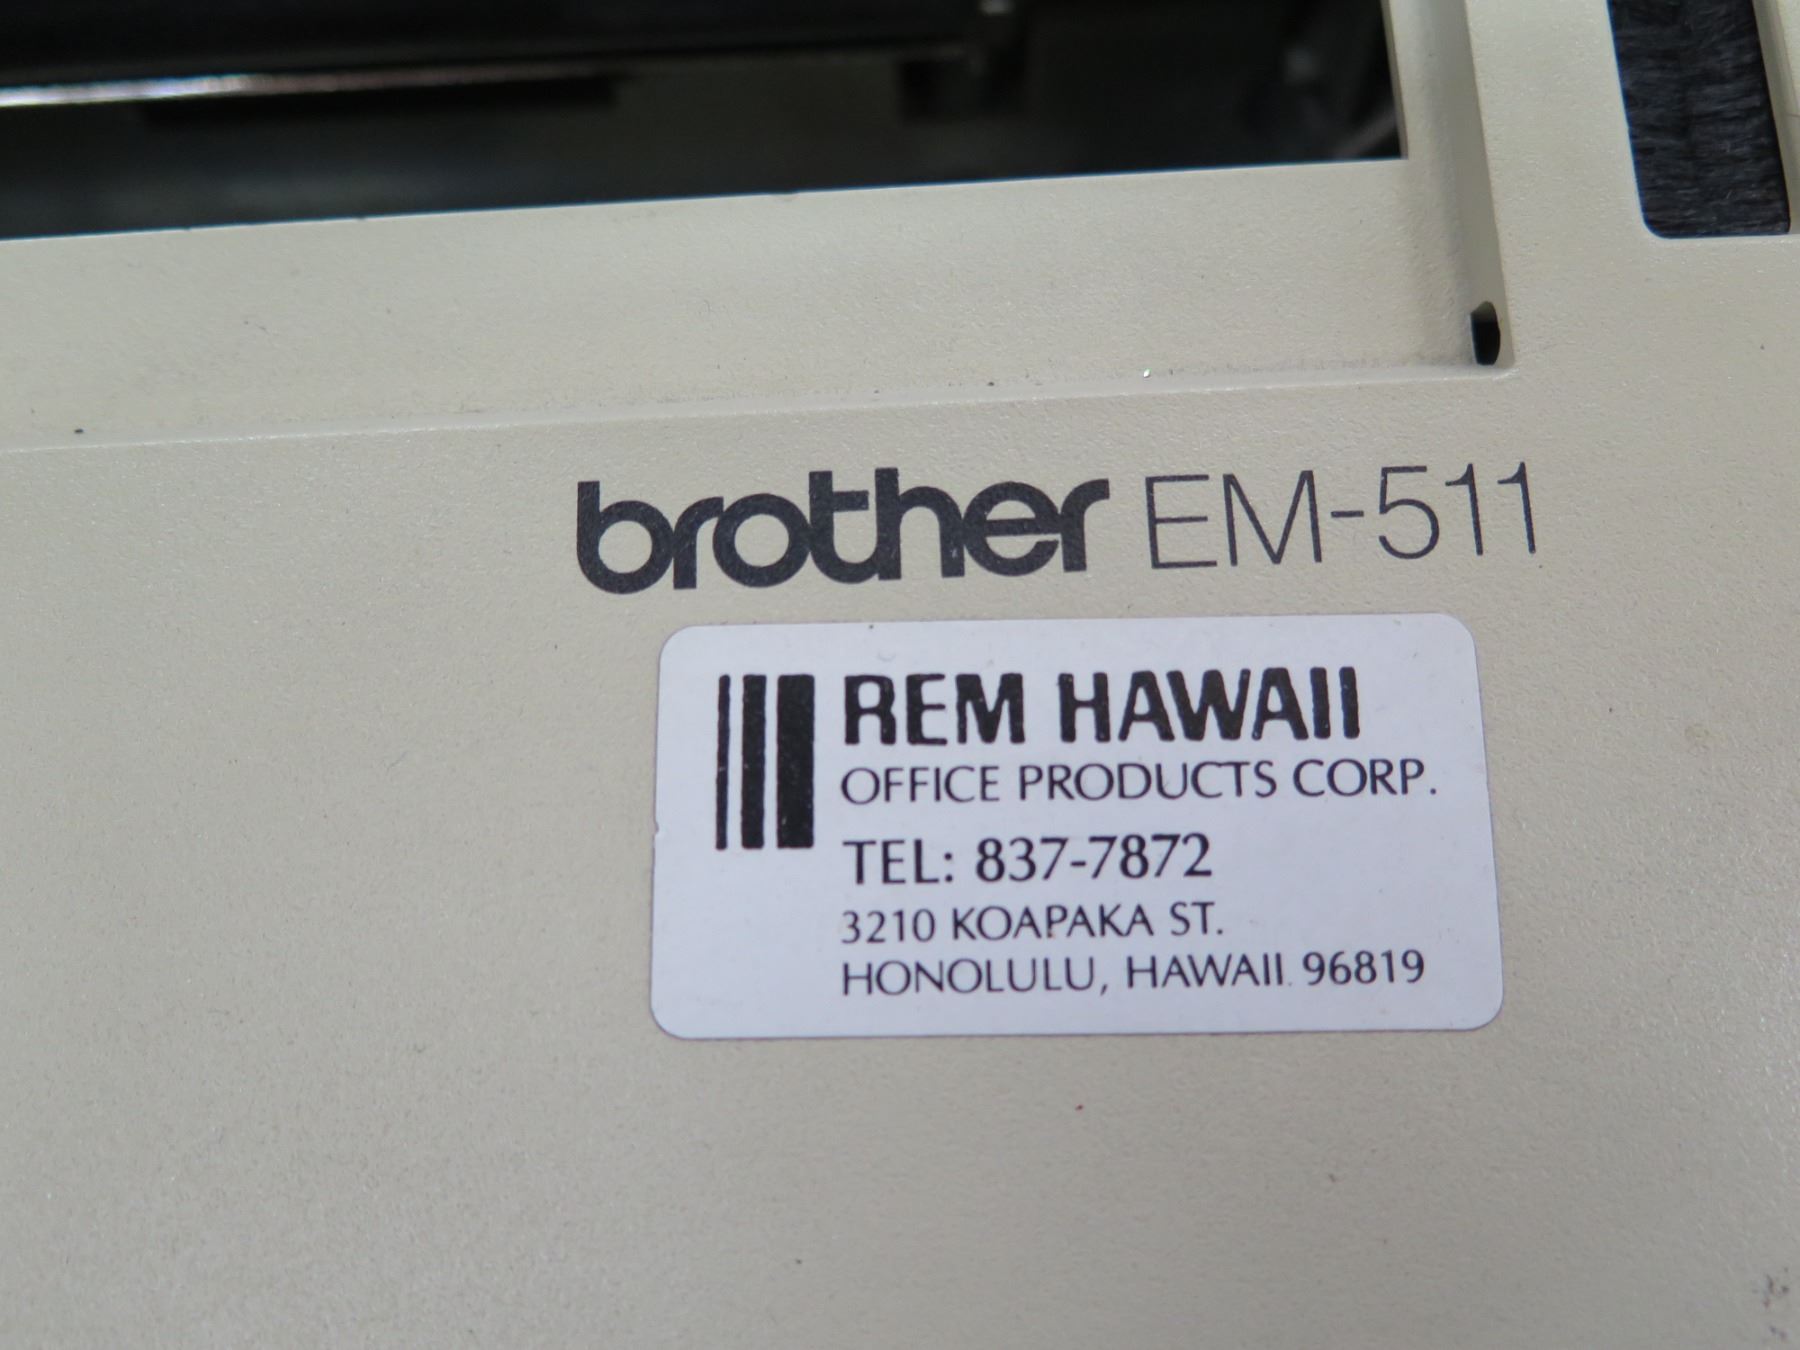 brother EM-511
REM HAWAII
OFFICE PRODUCTS CORP.
TEL: 837-7872
3210 KOAPAKA ST.
HONOLULU, HAWAII 96819